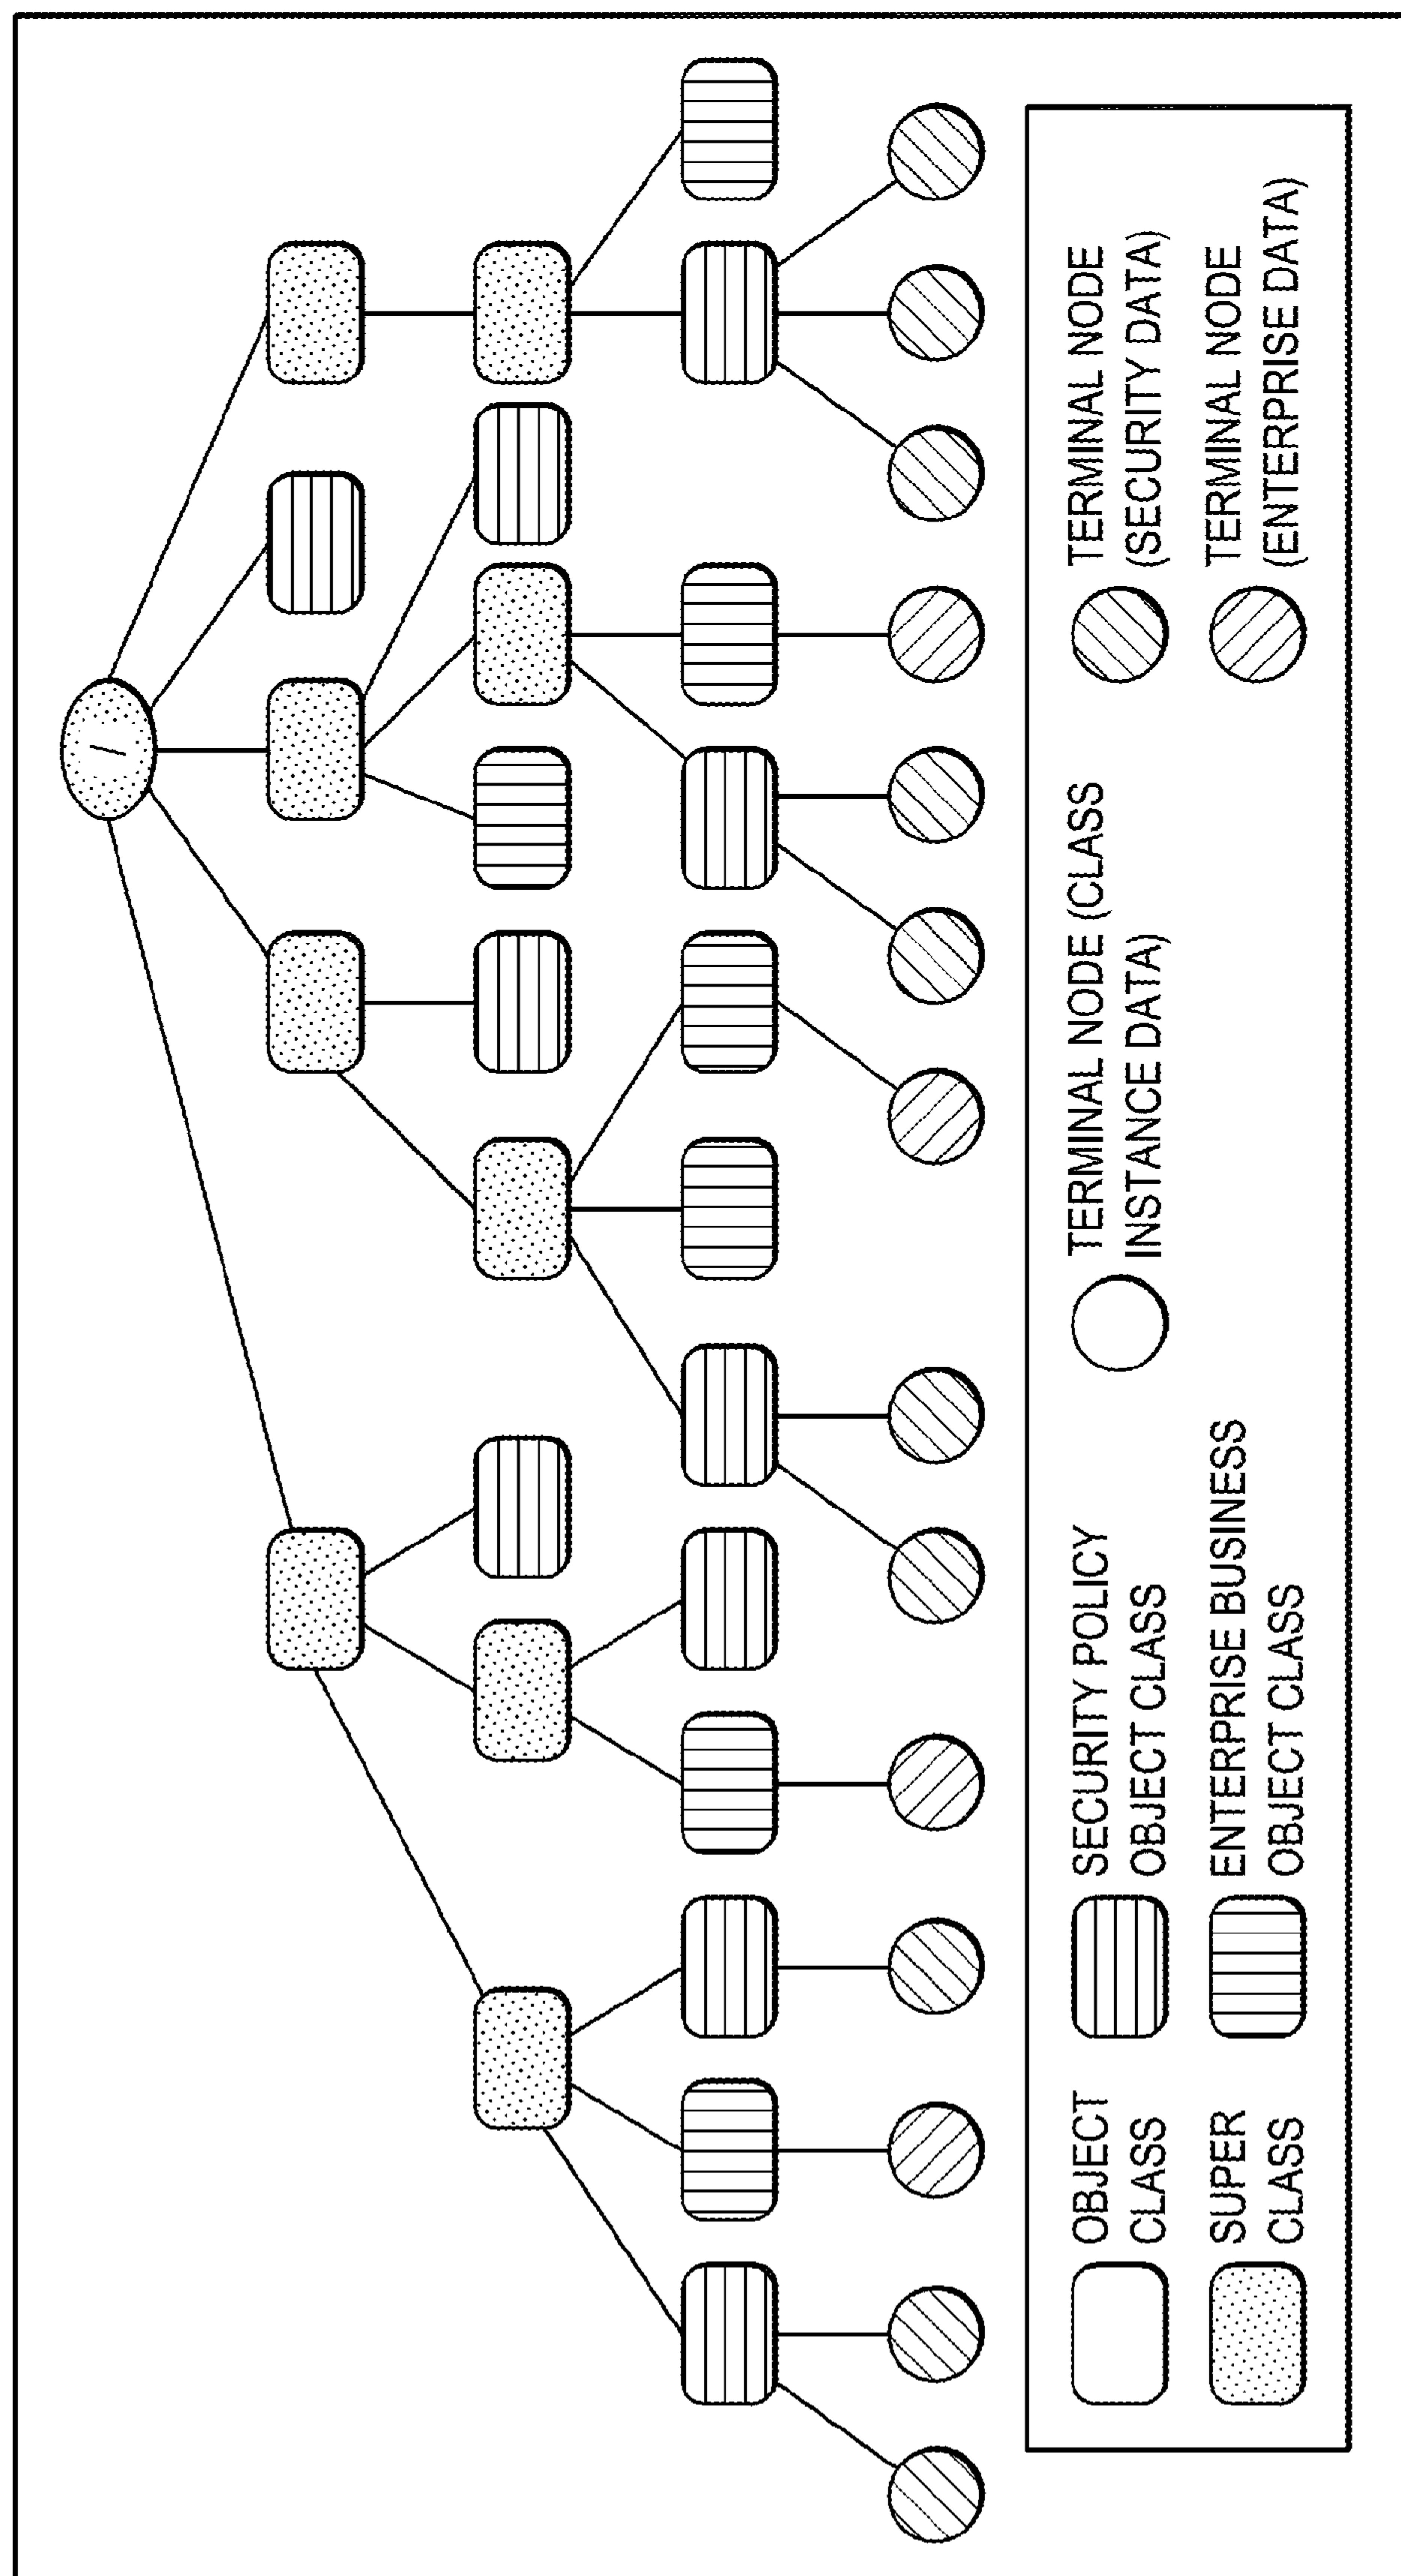 /
OBJECT
CLASS
SUPER
CLASS
SECURITY POLICY
OBJECT CLASS
ENTERPRISE BUSINESS
OBJECT CLASS
TERMINAL NODE (CLASS
INSTANCE DATA)
TERMINAL NODE
(SECURITY DATA)
TERMINAL NODE
(ENTERPRISE DATA)